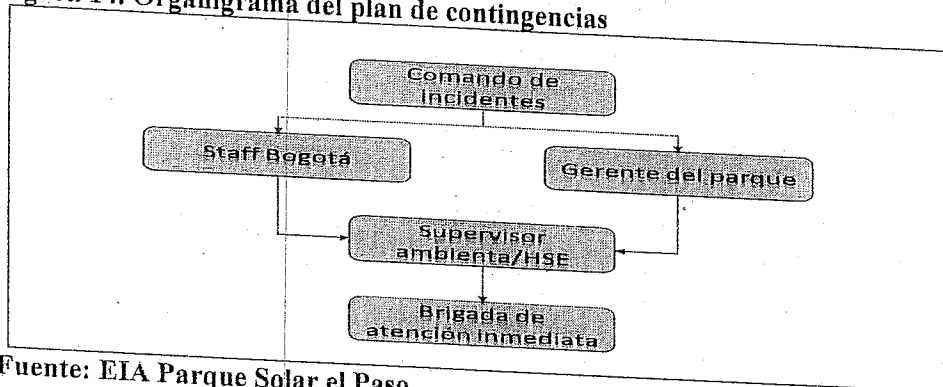 Organigrama del plan de contingencias
Comando de
incidentes
Staff Bogotá
Gerente del parque
Supervisor
ambienta/HSE
Brigada de
atención inmediata
Fuente: EIA Parque Solar el Paso